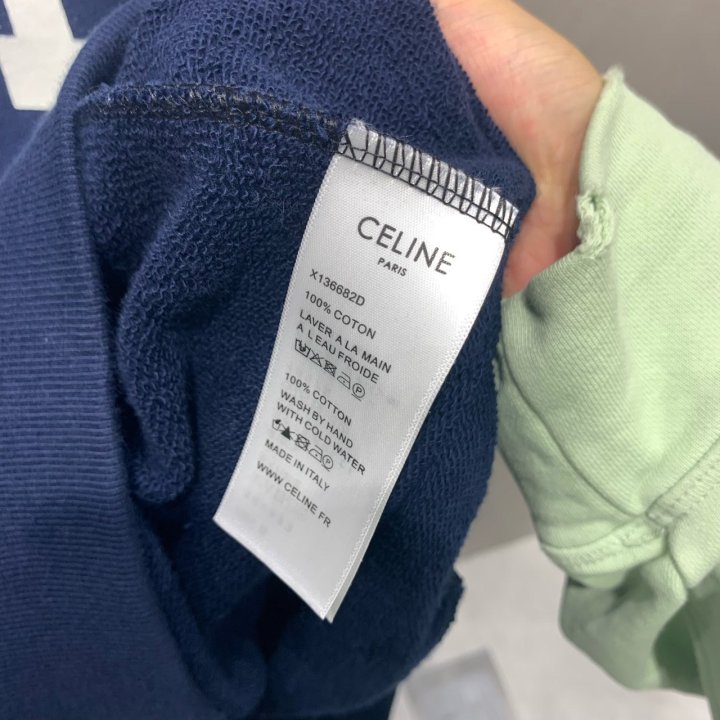 CELINE
PARIS
X136682D
100% COTON
LAVER A LA MAIN
A L EAU FROIDE
100% COTTON
WASH BY HAND
WITH COLD WATER
MADE IN ITALY
WWW.CELINE.FR